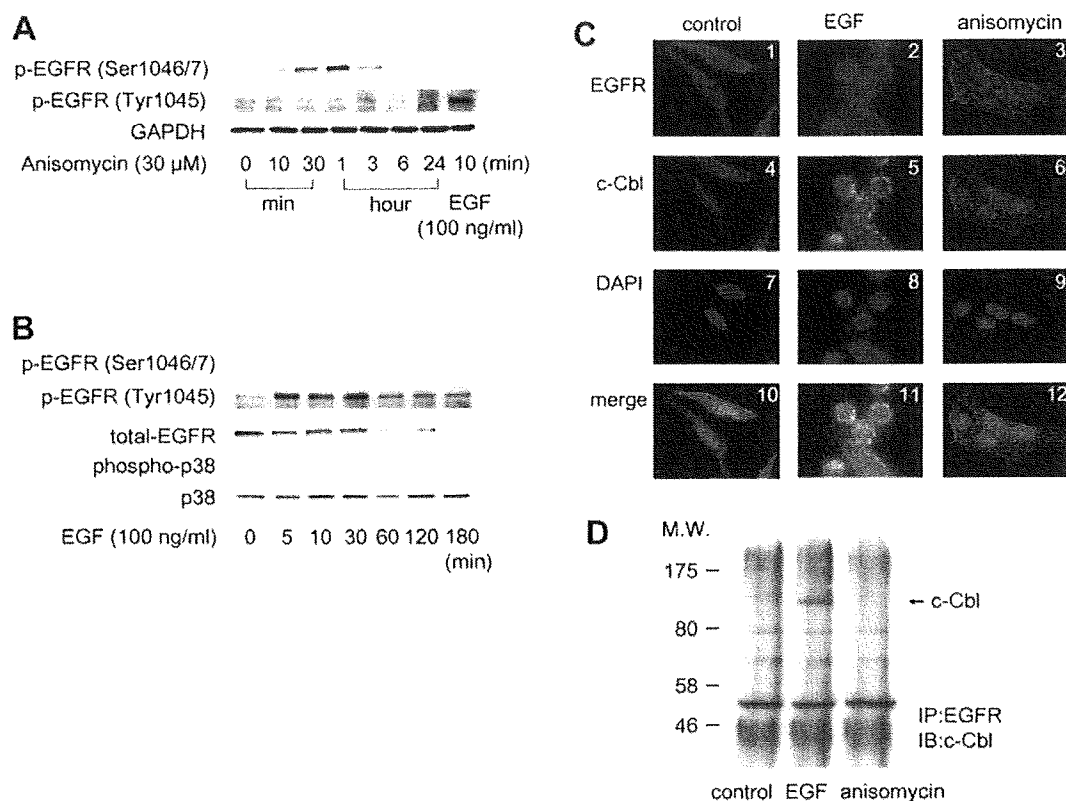 A
p-EGFR (Ser1046/7)
p-EGFR (Tyr1045)
GAPDH
Anisomycin (30 µM) 0 10 30 1 3 6 24 10 (min)
min hour EGF
(100 ng/ml)
B
p-EGFR (Ser1046/7)
p-EGFR (Tyr1045)
total-EGFR
phospho-p38
p38
EGF (100 ng/ml) 0 5 10 30 60 120 180
(min)
C
control EGF anisomycin
EGFR 1 2 3
c-Cbl 4 5 6
DAPI 7 8 9
merge 10 11 12
D
M.W.
175
← c-Cbl
80
58
46
IP:EGFR
IB:c-Cbl
control EGF anisomycin